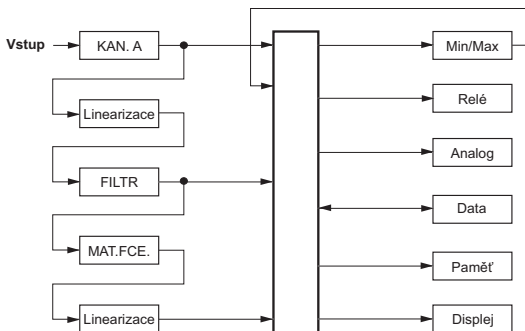 Vstup
KAN. A
Linearizace
FILTR
MAT.FCE.
Linearizace
Min/Max
Relé
Analog
Data
Paměť
Displej